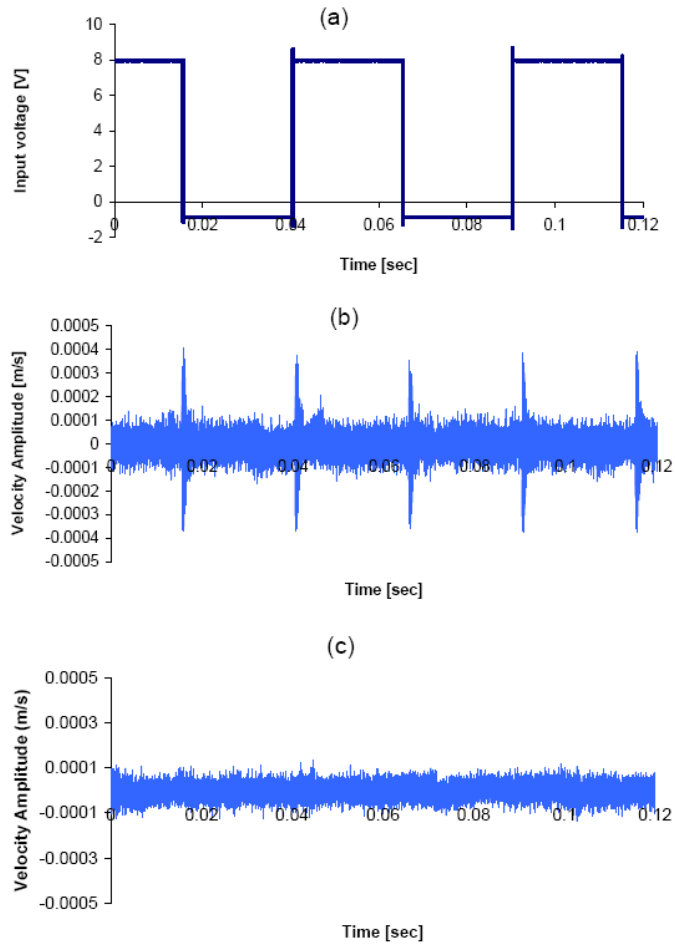 (a)
10
8
6
4
2
0
-2
0 0.02 0.04 0.06 0.08 0.1 0.12
Input voltage [V]
Time [sec]
(b)
0.0005
0.0004
0.0003
0.0002
0.0001
0
-0.0001
-0.0002
-0.0003
-0.0004
-0.0005
0 0.02 0.04 0.06 0.08 0.1 0.12
Velocity Amplitude [m/s]
Time [sec]
(c)
0.0005
0.0003
0.0001
-0.0001
-0.0003
-0.0005
0 0.02 0.04 0.06 0.08 0.1 0.12
Velocity Amplitude (m/s)
Time [sec]